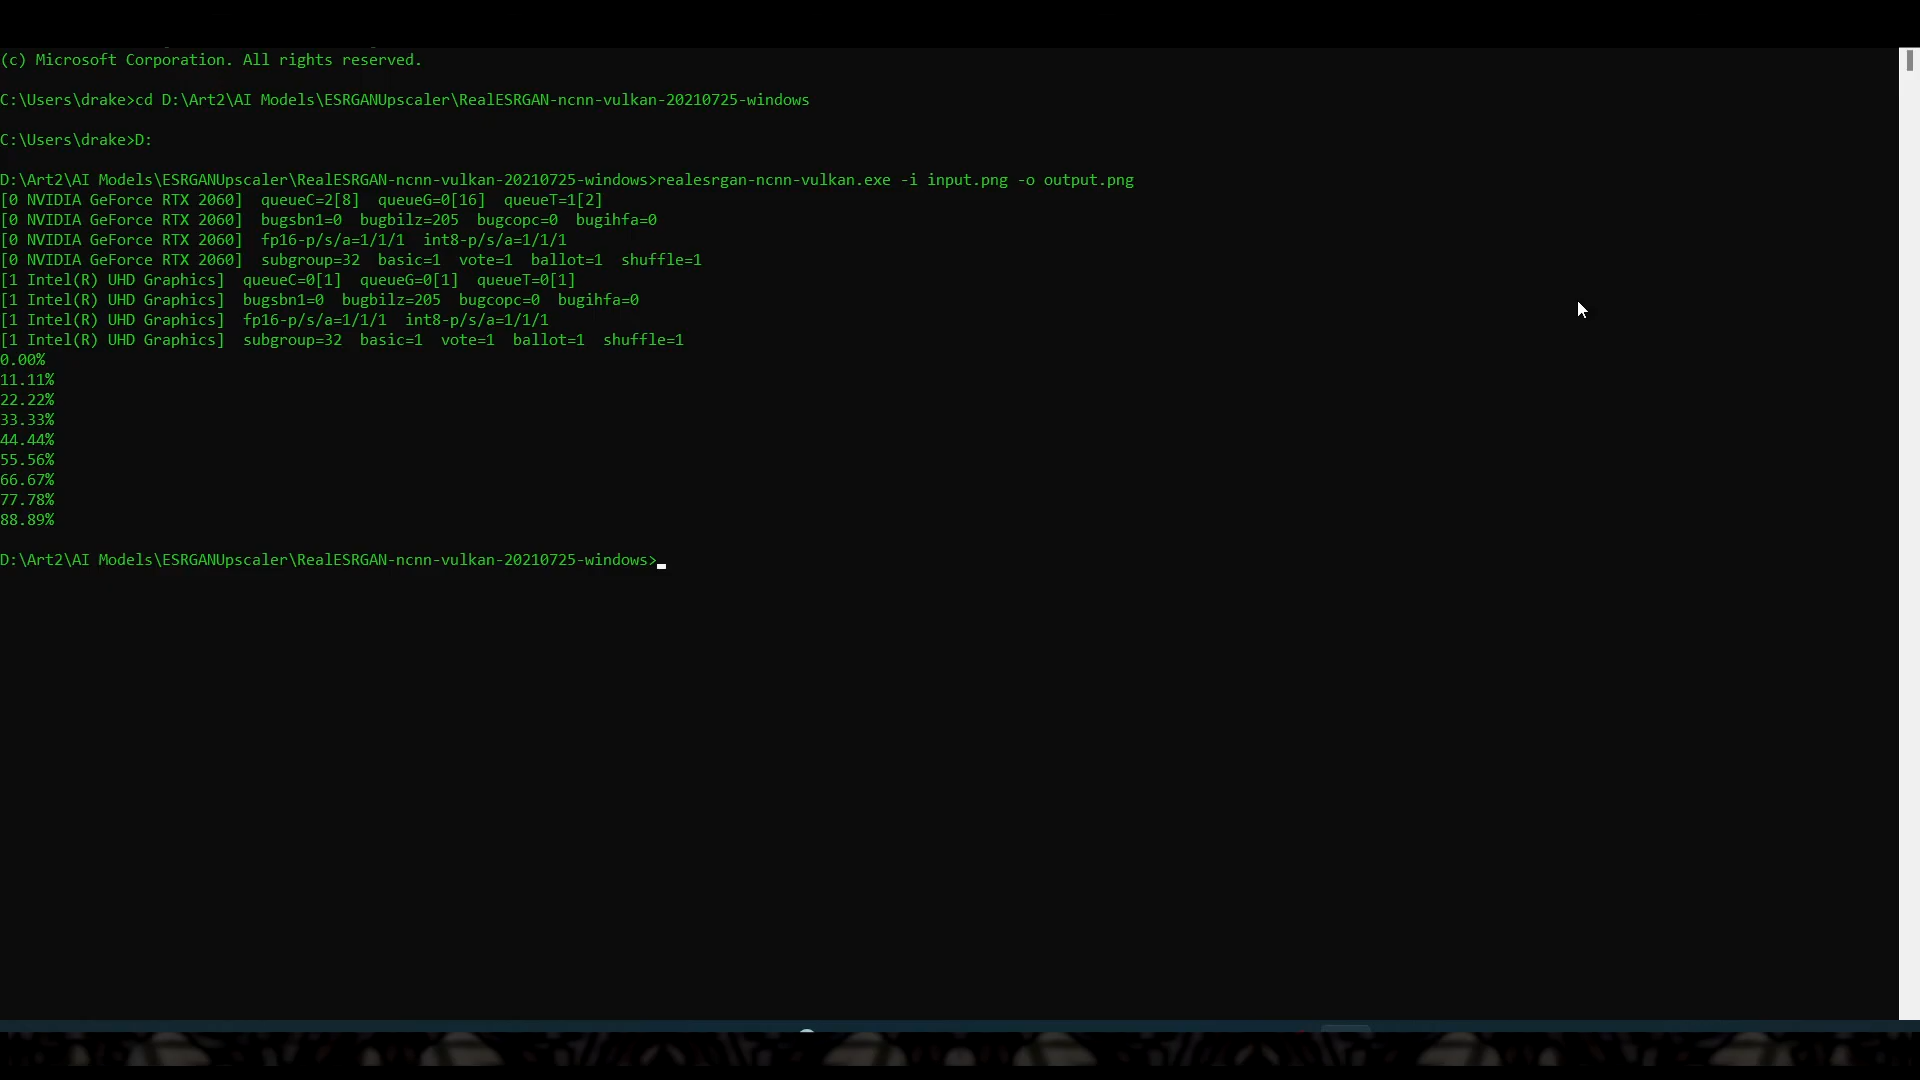 (c) Microsoft Corporation. All rights reserved.
C:\Users\drake>cd D:\Art2\AI Models\ESRGANUpscaler\RealESRGAN-ncnn-vulkan-20210725-windows
C:\Users\drake>D:
D:\Art2\AI Models\ESRGANUpscaler\RealESRGAN-ncnn-vulkan-20210725-windows>realesrgan-ncnn-vulkan.exe -i input.png -o output.png
[0 NVIDIA GeForce RTX 2060]  queueC=2[8]  queueG=0[16]  queueT=1[2]
[0 NVIDIA GeForce RTX 2060]  bugsbn1=0  bugbilz=205  bugcopc=0  bugihfa=0
[0 NVIDIA GeForce RTX 2060]  fp16-p/s/a=1/1/1  int8-p/s/a=1/1/1
[0 NVIDIA GeForce RTX 2060]  subgroup=32  basic=1  vote=1  ballot=1  shuffle=1
[1 Intel(R) UHD Graphics]  queueC=0[1]  queueG=0[1]  queueT=0[1]
[1 Intel(R) UHD Graphics]  bugsbn1=0  bugbilz=205  bugcopc=0  bugihfa=0
[1 Intel(R) UHD Graphics]  fp16-p/s/a=1/1/1  int8-p/s/a=1/1/1
[1 Intel(R) UHD Graphics]  subgroup=32  basic=1  vote=1  ballot=1  shuffle=1
0.00%
11.11%
22.22%
33.33%
44.44%
55.56%
66.67%
77.78%
88.89%
D:\Art2\AI Models\ESRGANUpscaler\RealESRGAN-ncnn-vulkan-20210725-windows>